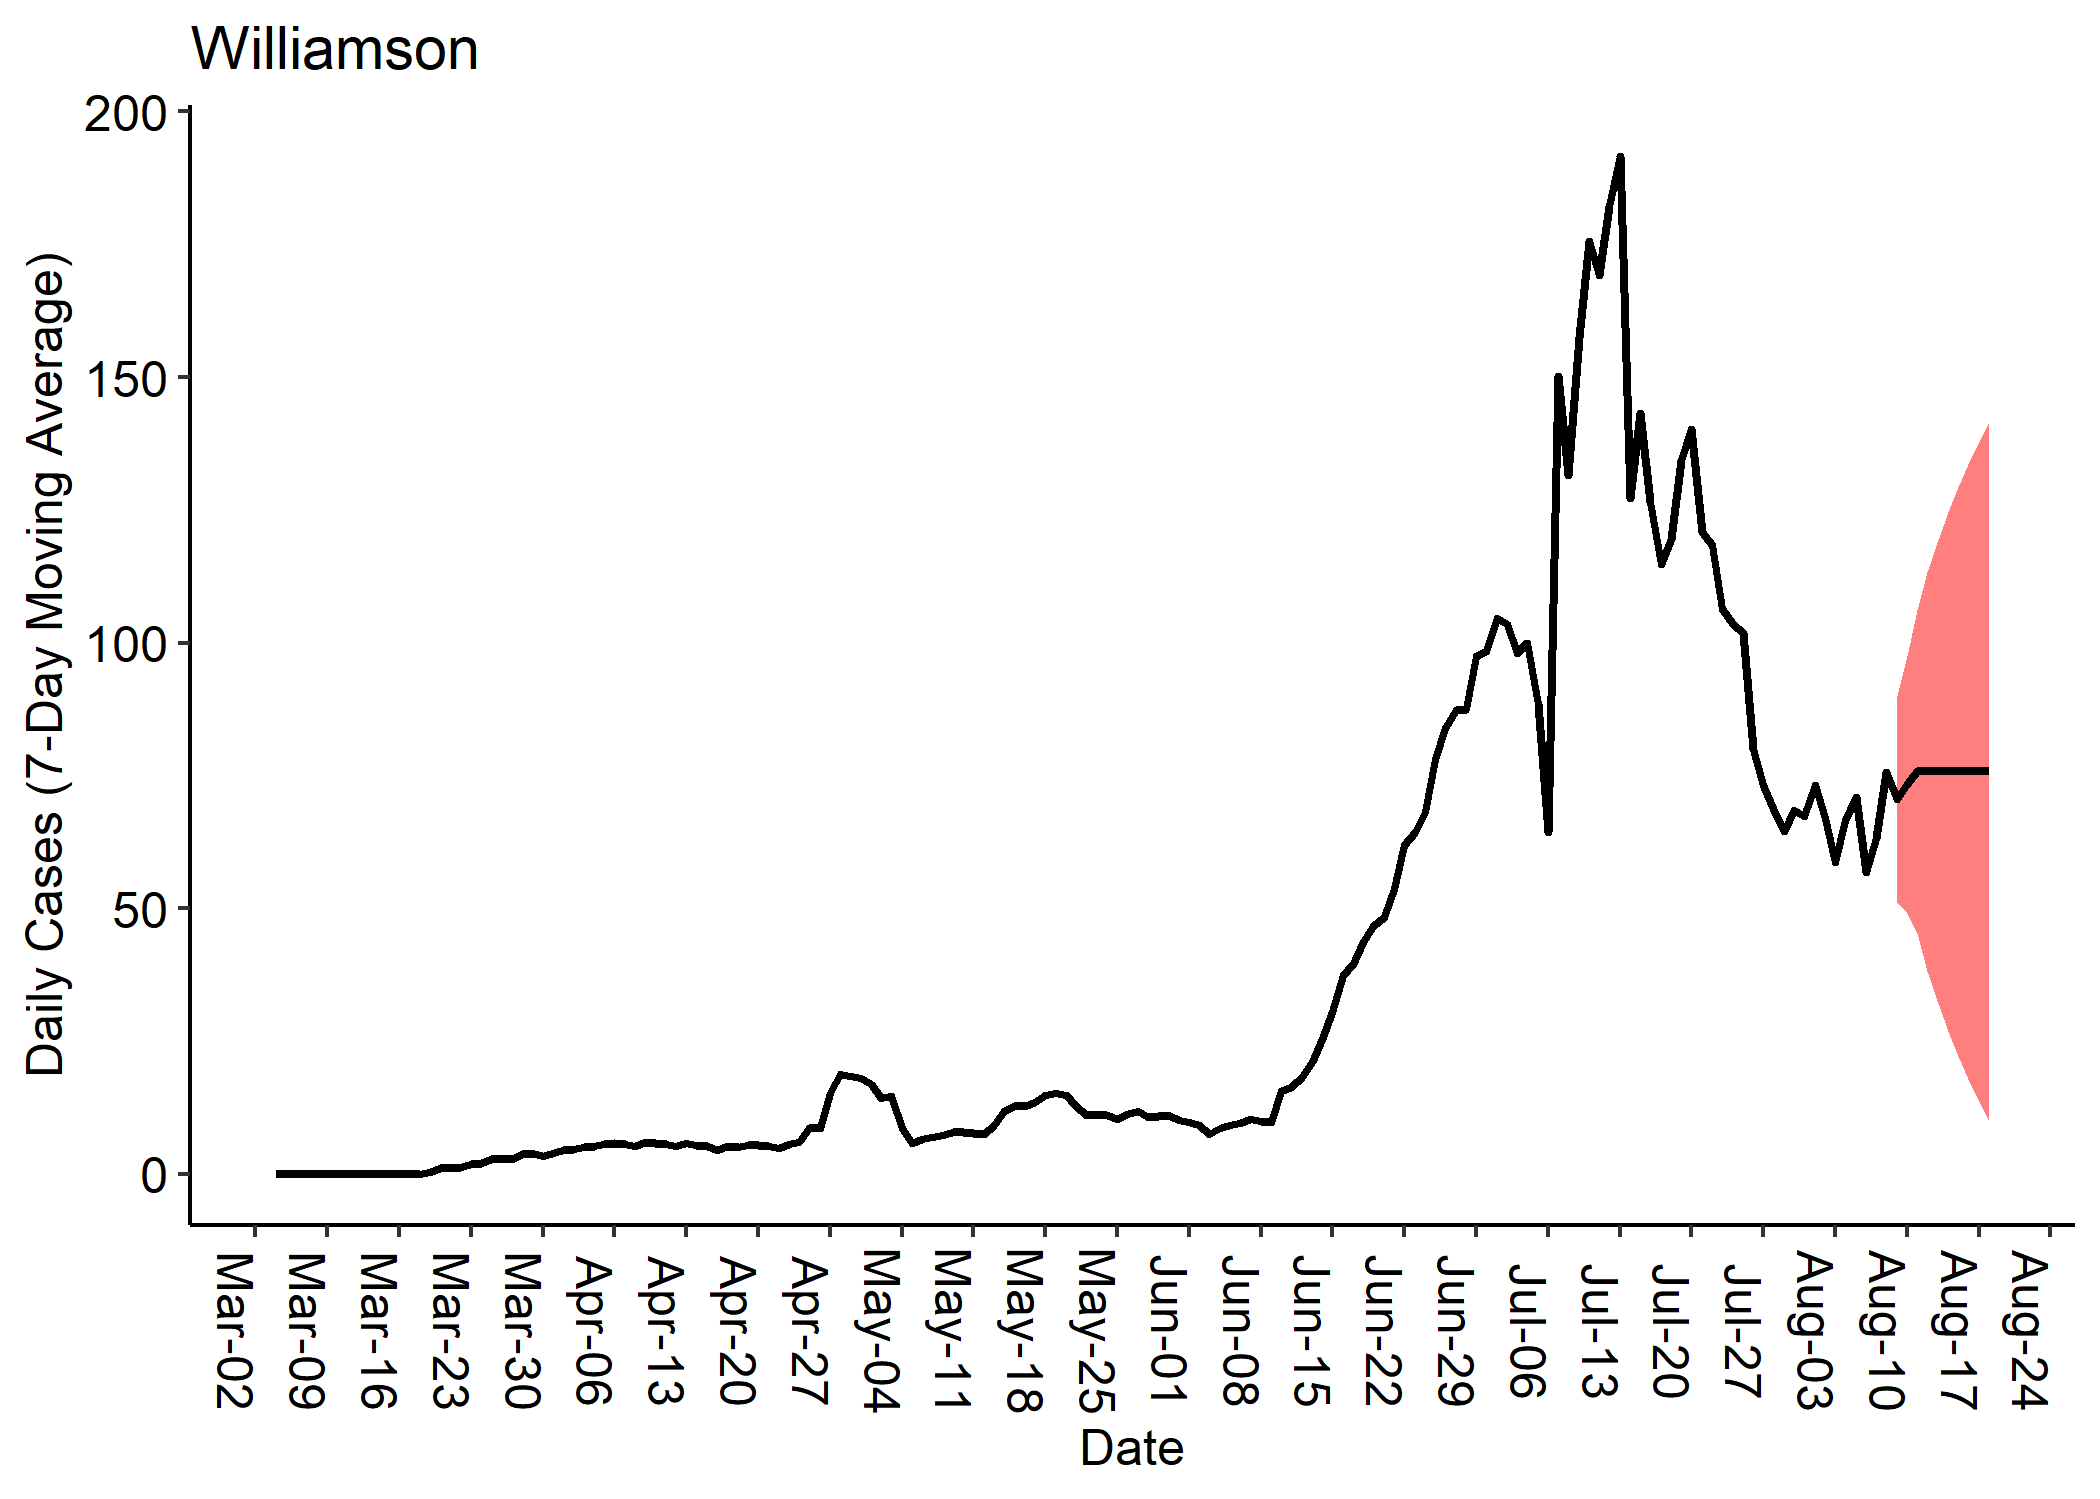 Williamson
Daily Cases (7-Day Moving Average)
200
150
100
50
0
Mar-02
Mar-09
Mar-16
Mar-23
Mar-30
Apr-06
Apr-13
Apr-20
Apr-27
May-04
May-11
May-18
May-25
Jun-01
Jun-08
Jun-15
Jun-22
Jun-29
Jul-06
Jul-13
Jul-20
Jul-27
Aug-03
Aug-10
Aug-17
Aug-24
Date